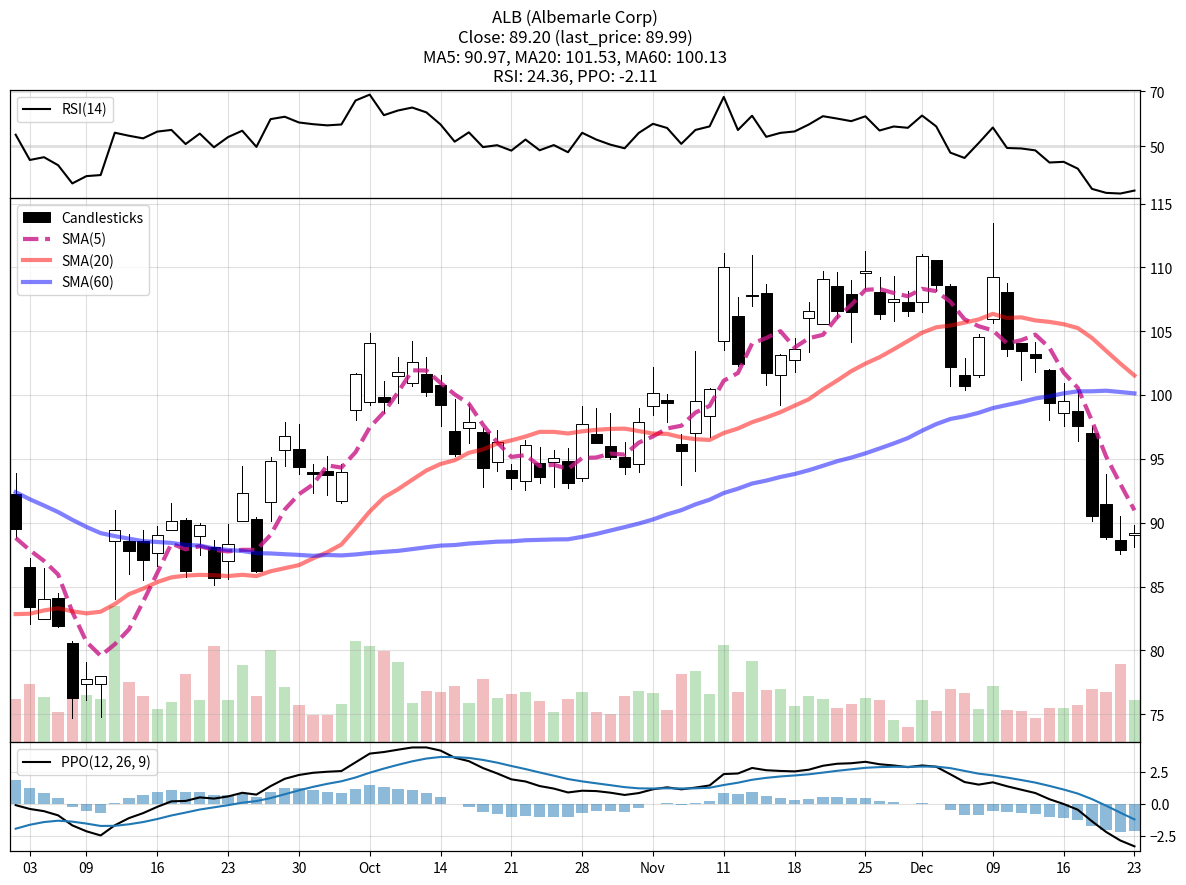 ALB (Albemarle Corp)
Close: 89.20 (last_price: 89.99)
MA5: 90.97, MA20: 101.53, MA60: 100.13
RSI: 24.36, PPO: -2.11
RSI(14)
70
50
Candlesticks
SMA(5)
SMA(20)
SMA(60)
115
110
105
100
95
90
85
80
75
PPO(12, 26, 9)
2.5
0.0
−2.5
03 09 16 23 30 Oct 14 21 28 Nov 11 18 25 Dec 09 16 23